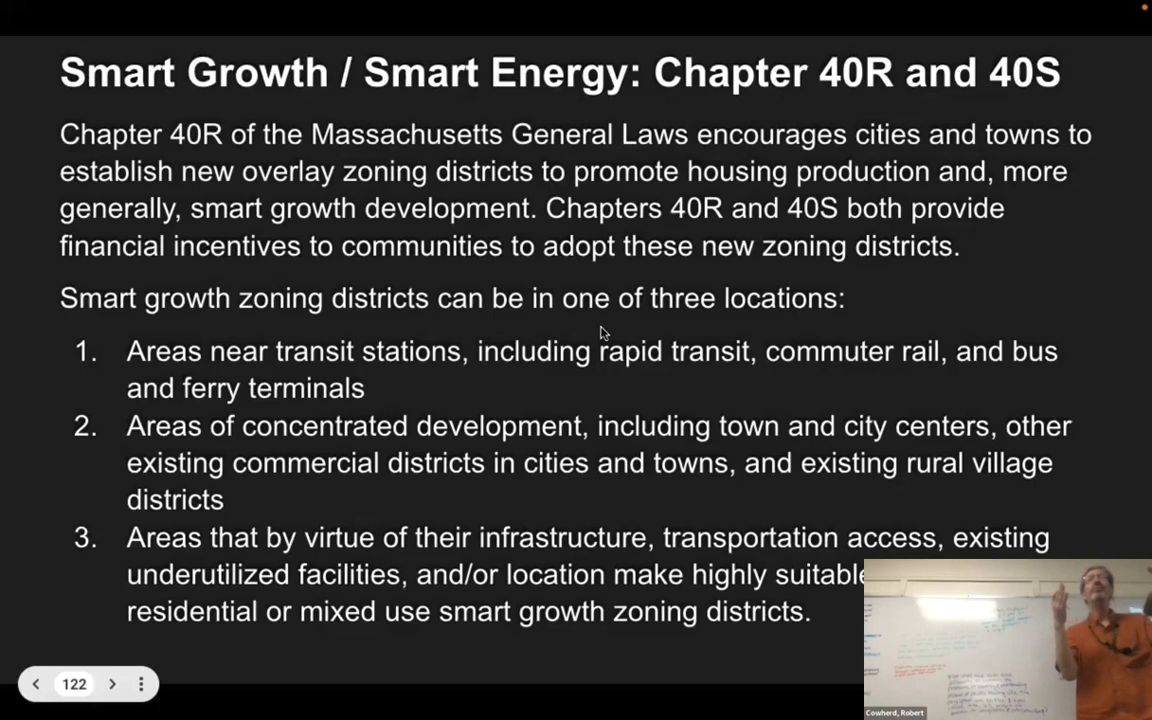 Smart Growth / Smart Energy: Chapter 40R and 40S
Chapter 40R of the Massachusetts General Laws encourages cities and towns to
establish new overlay zoning districts to promote housing production and, more
generally, smart growth development. Chapters 40R and 40S both provide
financial incentives to communities to adopt these new zoning districts.
Smart growth zoning districts can be in one of three locations:
1. Areas near transit stations, including rapid transit, commuter rail, and bus
and ferry terminals
2. Areas of concentrated development, including town and city centers, other
existing commercial districts in cities and towns, and existing rural village
districts
3. Areas that by virtue of their infrastructure, transportation access, existing
underutilized facilities, and/or location make highly suitable
residential or mixed use smart growth zoning districts.
122
Cowherd, Robert